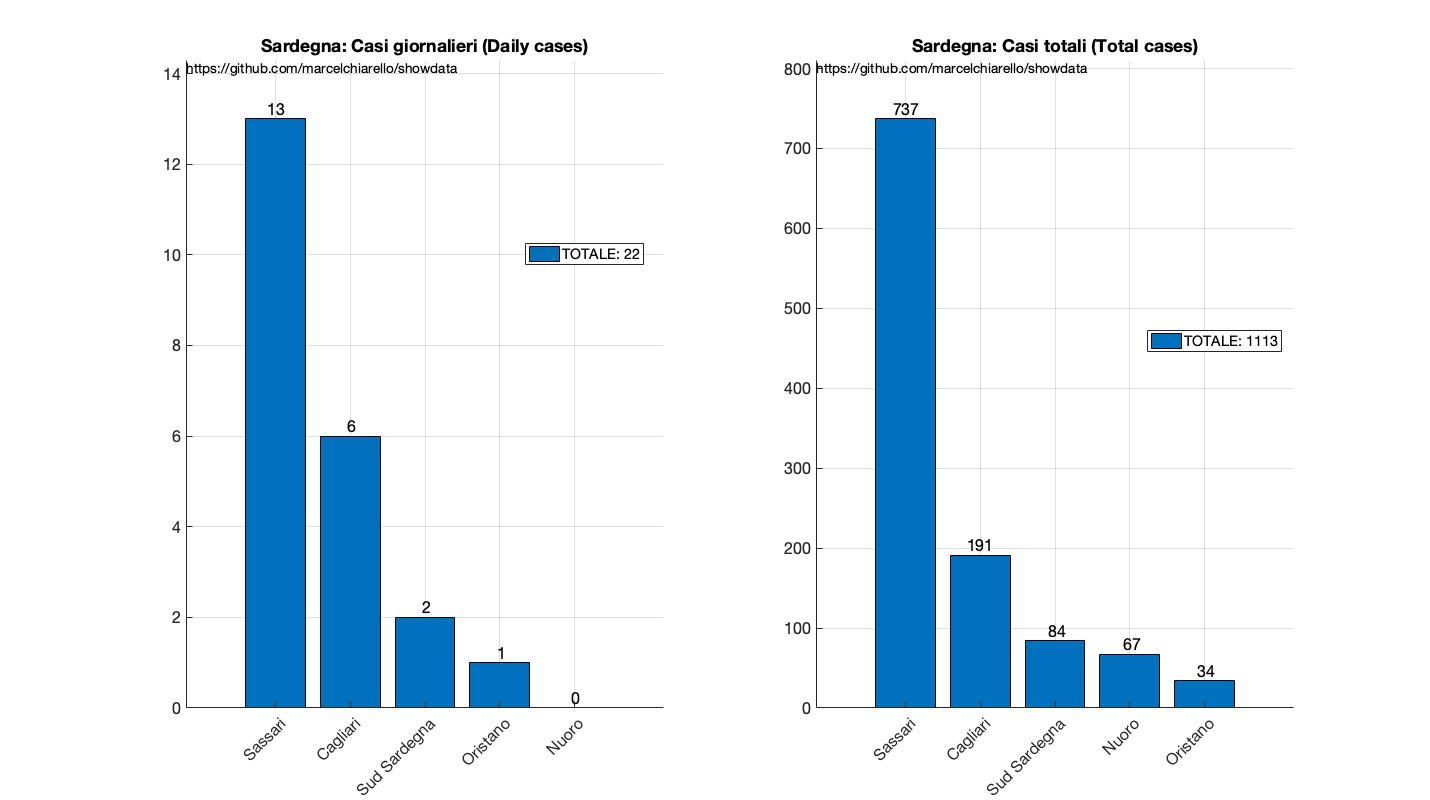 Sardegna: Casi giornalieri (Daily cases)
https://github.com/marcelchiarello/showdata
14
12
10
8
6
4
2
0
13
6
2
1
0
TOTALE: 22
Sassari
Cagliari
Sud Sardegna
Oristano
Nuoro
Sardegna: Casi totali (Total cases)
https://github.com/marcelchiarello/showdata
800
700
600
500
400
300
200
100
0
737
191
84
67
34
TOTALE: 1113
Sassari
Cagliari
Sud Sardegna
Nuoro
Oristano